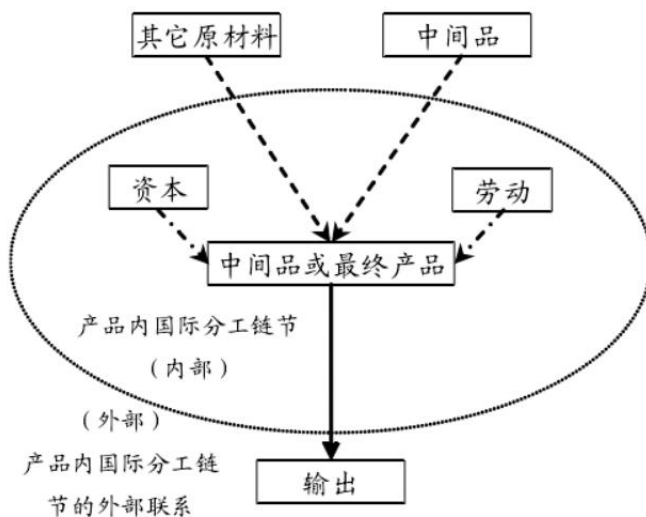 其它原材料
中间品
资本
劳动
中间品或最终产品
产品内国际分工链节
(内部)
(外部)
产品内国际分工链
节的外部联系
输出